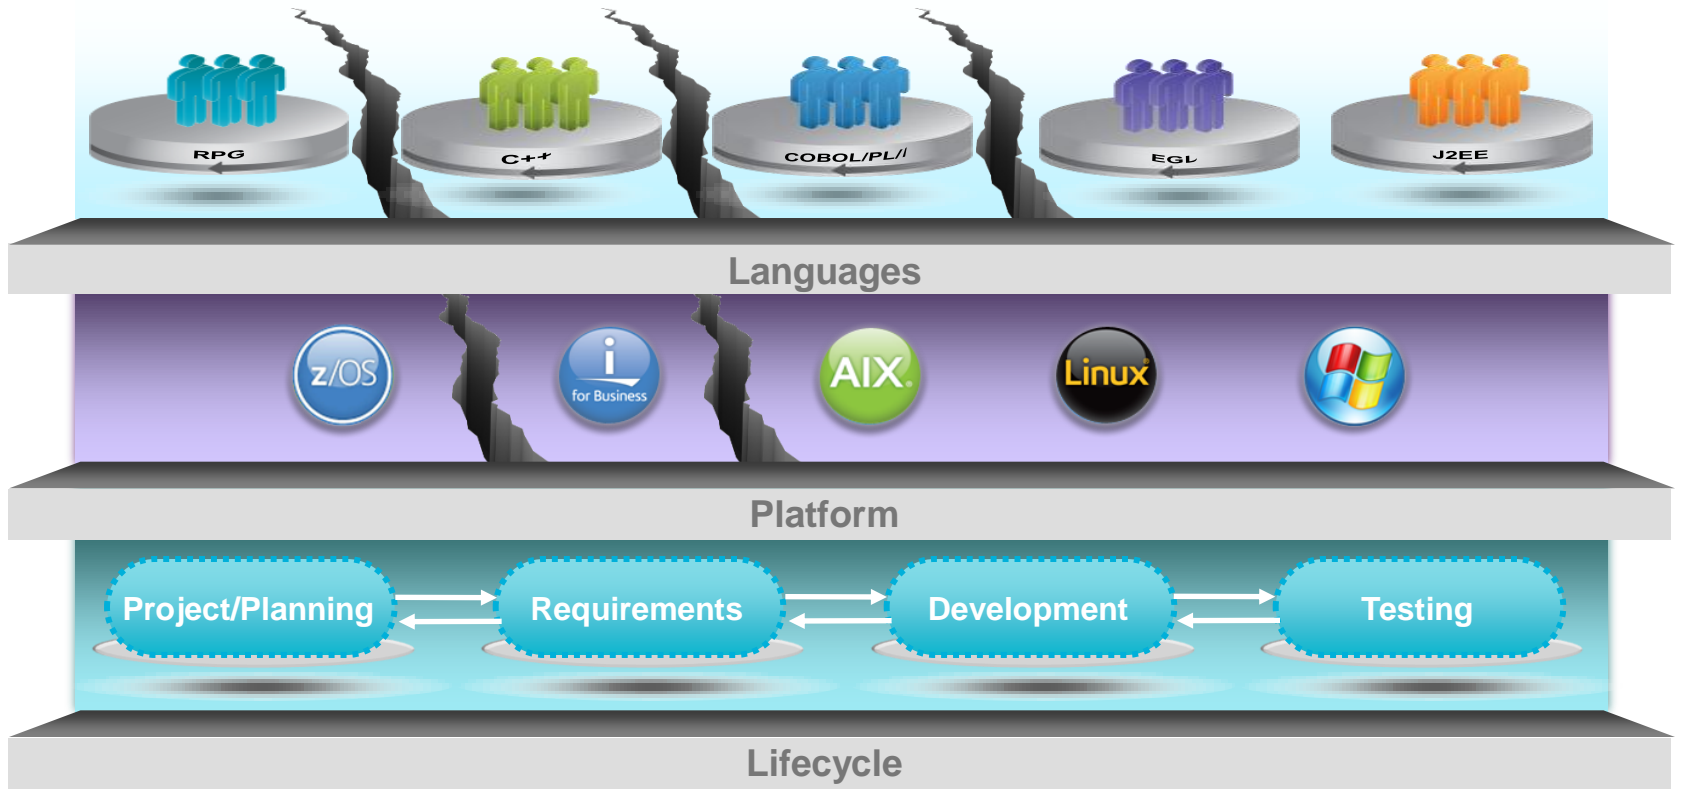 RPG
C++
COBOL/PL/I
EGL
J2EE
Languages
z/OS
i
for Business
AIX
Linux
Platform
Project/Planning
Requirements
Development
Testing
Lifecycle